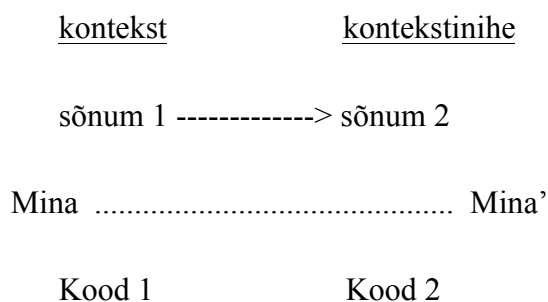 kontekst kontekstinihe
sõnum 1 -------------> sõnum 2
Mina ............................................. Mina’
Kood 1 Kood 2